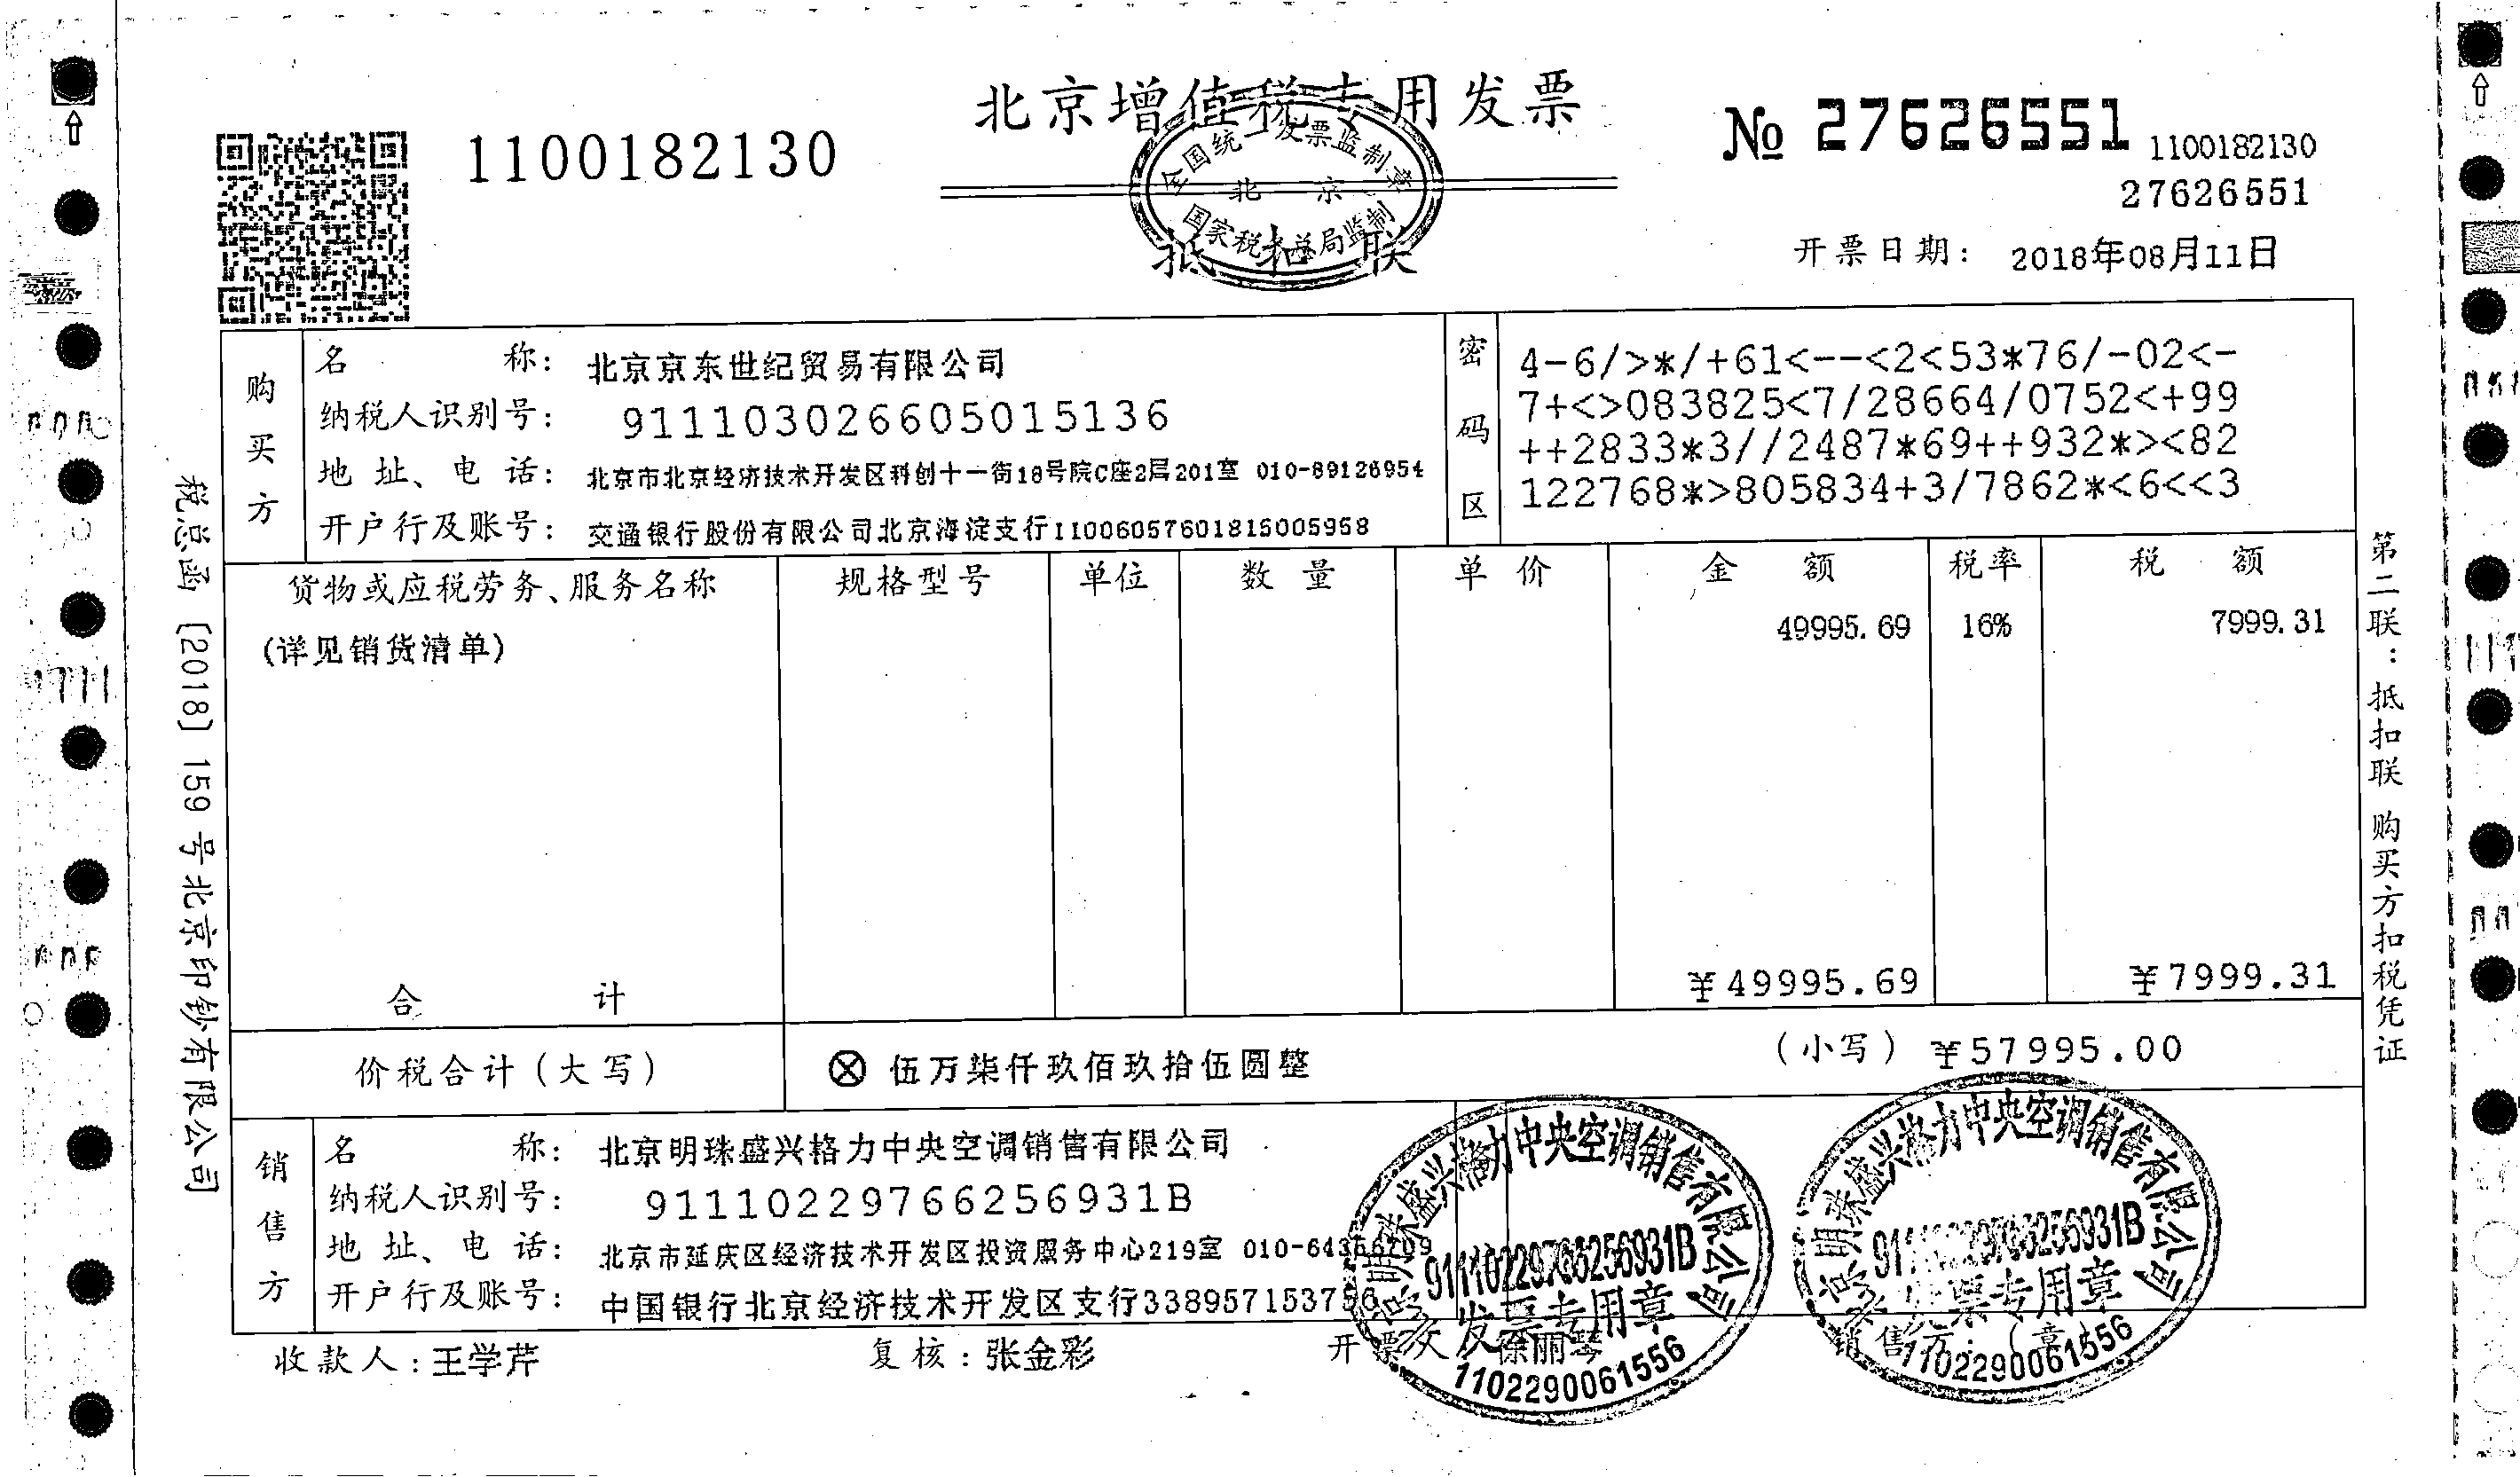 北京增值税专用发票
1100182130
№ 27626551
1100182130
27626551
全国统一发票监制章
北京
国家税务总局监制
抵扣联
开票日期： 2018年08月11日
购买方
名称： 北京京东世纪贸易有限公司
纳税人识别号： 911103026605015136
地址、电话： 北京市北京经济技术开发区科创十一街18号院C座2层201室 010-89126954
开户行及账号： 交通银行股份有限公司北京海淀支行110060576018150005958
密码区
4-6/>*/+61<--<2<53*76/-02<-
7+<>083825<7/28664/0752<+99
++2833*3//2487*69++932*><82
122768*>805834+3/7862*<6<<3
货物或应税劳务、服务名称 规格型号 单位 数量 单价 金额 税率 税额
(详见销货清单) 49995.69 16% 7999.31
合计 ¥49995.69 ¥7999.31
价税合计（大写） ⊗ 伍万柒仟玖佰玖拾伍圆整 （小写）¥57995.00
销售方
名称： 北京明珠盛兴格力中央空调销售有限公司
纳税人识别号： 91110229766256931B
地址、电话： 北京市延庆区经济技术开发区投资服务中心219室 010-64366709
开户行及账号： 中国银行北京经济技术开发区支行338957153756
收款人：王学芹 复核：张金彩 开票人：徐丽琴 销售方：（章）
北京明珠盛兴格力中央空调销售有限公司
91110229766256931B
发票专用章
1102290061556
北京明珠盛兴格力中央空调销售有限公司
91110229766256931B
发票专用章
1102290061556
税总函〔2018〕159号北京印钞有限公司
第二联：抵扣联 购买方扣税凭证